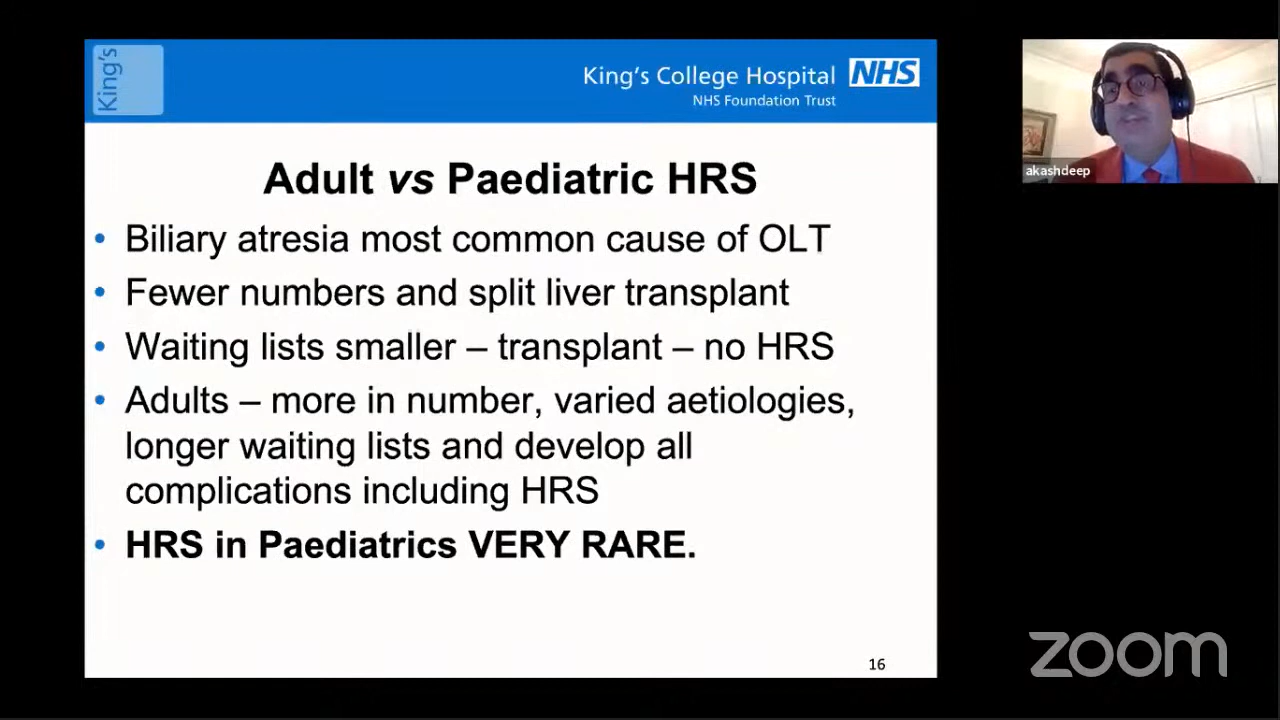 King's
King's College Hospital NHS
NHS Foundation Trust
akashdeep
Adult vs Paediatric HRS
• Biliary atresia most common cause of OLT
• Fewer numbers and split liver transplant
• Waiting lists smaller – transplant – no HRS
• Adults – more in number, varied aetiologies,
longer waiting lists and develop all
complications including HRS
• HRS in Paediatrics VERY RARE.
16
zoom